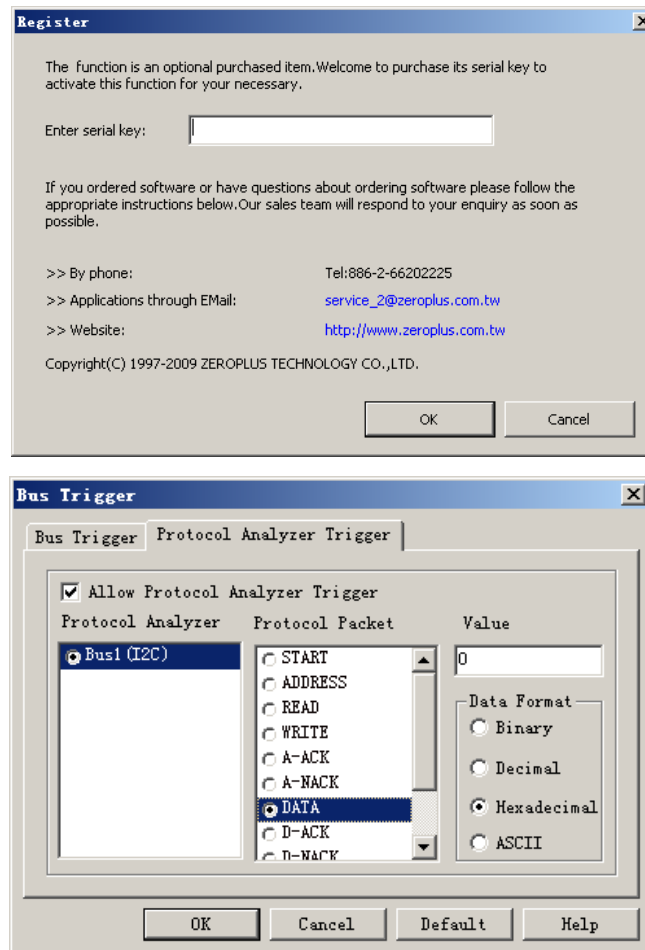 Register
The function is an optional purchased item.Welcome to purchase its serial key to
activate this function for your necessary.
Enter serial key:
If you ordered software or have questions about ordering software please follow the
appropriate instructions below.Our sales team will respond to your enquiry as soon as
possible.
>> By phone: Tel:886-2-66202225
>> Applications through EMail: service_2@zeroplus.com.tw
>> Website: http://www.zeroplus.com.tw
Copyright(C) 1997-2009 ZEROPLUS TECHNOLOGY CO.,LTD.
OK Cancel
Bus Trigger
Bus Trigger Protocol Analyzer Trigger
Allow Protocol Analyzer Trigger
Protocol Analyzer Protocol Packet Value
Bus1(I2C) START 0
ADDRESS
READ Data Format
WRITE Binary
A-ACK
A-NACK Decimal
DATA Hexadecimal
D-ACK ASCII
D-NACK
OK Cancel Default Help